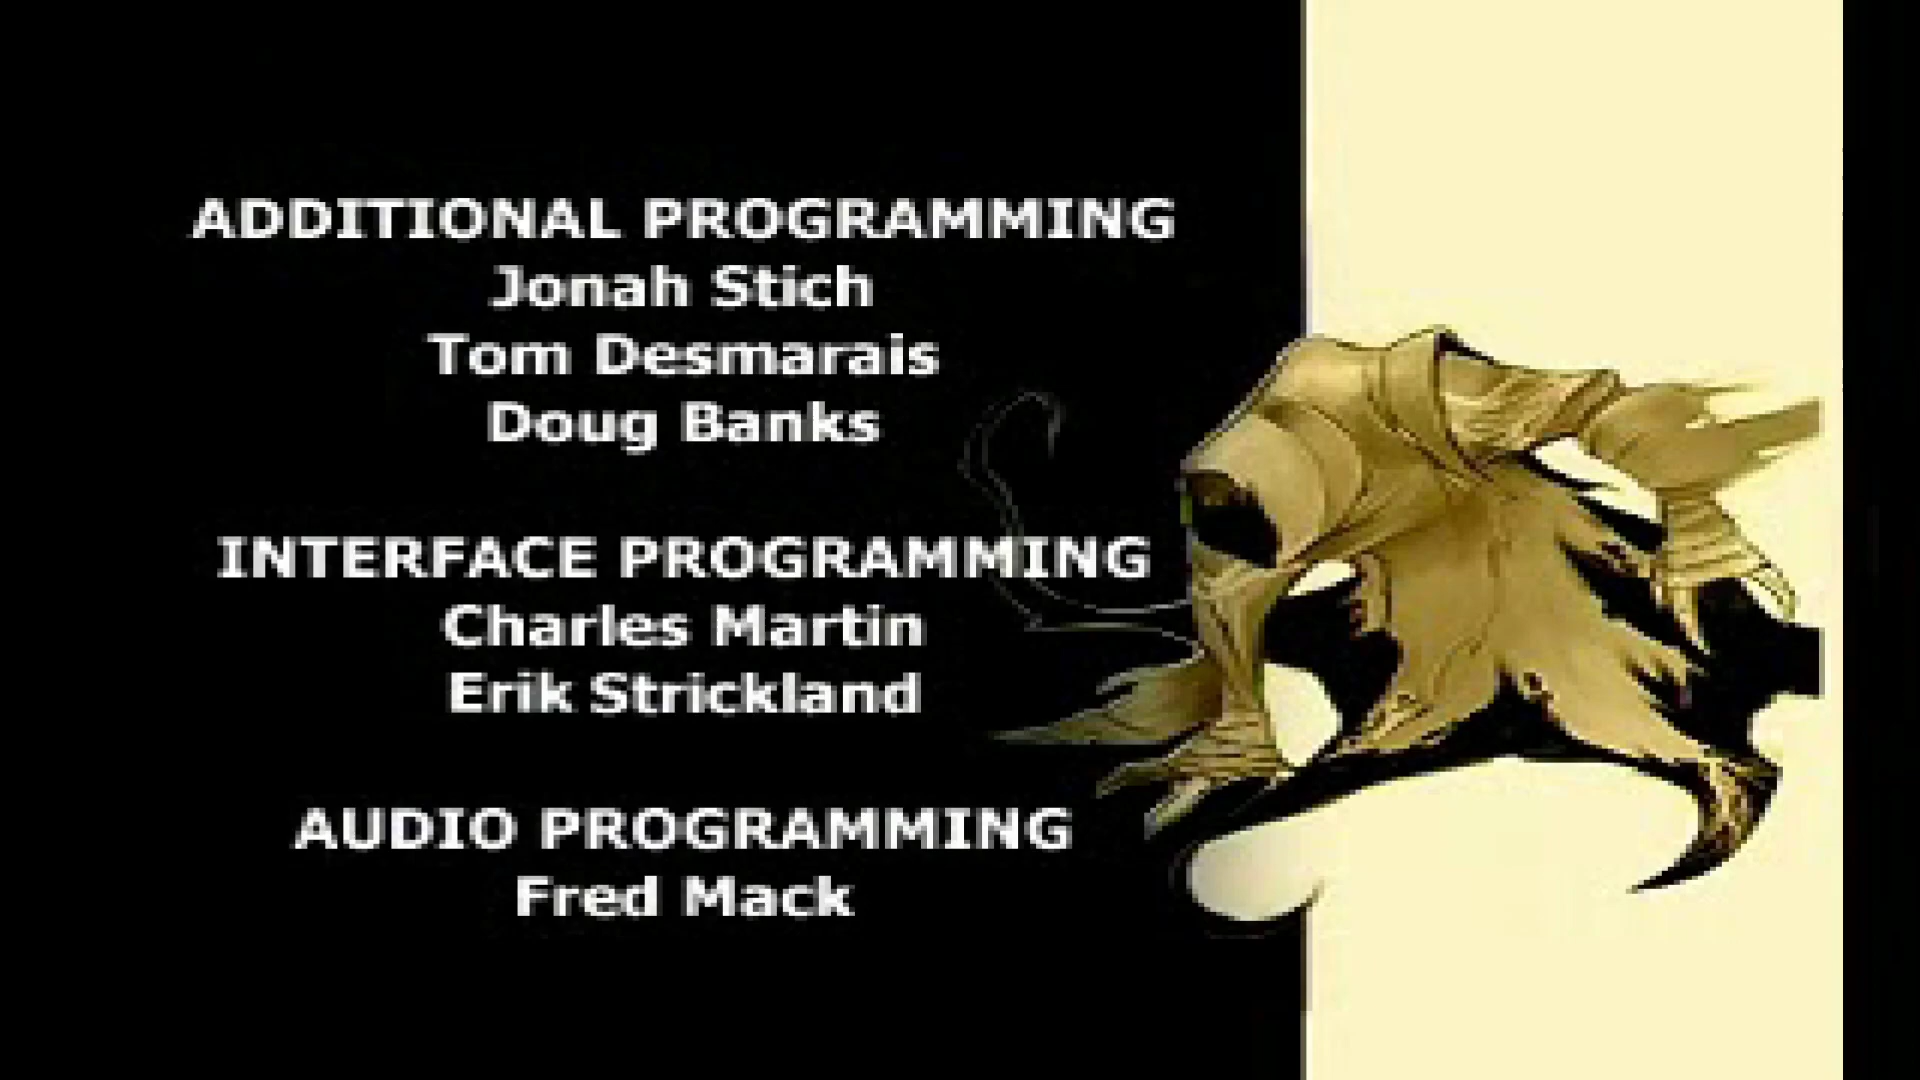 ADDITIONAL PROGRAMMING
Jonah Stich
Tom Desmarais
Doug Banks
INTERFACE PROGRAMMING
Charles Martin
Erik Strickland
AUDIO PROGRAMMING
Fred Mack